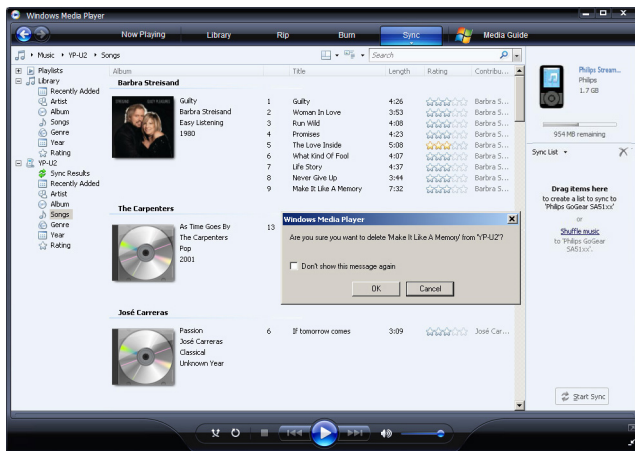 Windows Media Player
Now Playing Library Rip Burn Sync Media Guide
Music YP-U2 Songs Search
Playlists
Library
Recently Added
Artist
Album
Songs
Genre
Year
Rating
YP-U2
Sync Results
Recently Added
Artist
Album
Songs
Genre
Year
Rating
Album Title Length Rating Contribu...
Barbra Streisand
Guilty
Barbra Streisand
Easy Listening
1980
1 Guilty 4:26 Barbra S...
2 Woman In Love 3:53 Barbra S...
3 Run Wild 4:08 Barbra S...
4 Promises 4:23 Barbra S...
5 The Love Inside 5:08 Barbra S...
6 What Kind Of Fool 4:07 Barbra S...
7 Life Story 4:37 Barbra S...
8 Never Give Up 3:44 Barbra S...
9 Make It Like A Memory 7:32 Barbra S...
The Carpenters
As Time Goes By
The Carpenters
Pop
2001
13
José Carreras
Passion
José Carreras
Classical
Unknown Year
6 If tomorrow comes 3:09 José Car...
Windows Media Player
Are you sure you want to delete 'Make It Like A Memory' from 'YP-U2'?
Don't show this message again
OK Cancel
Philips Stream...
Philips
1.7 GB
954 MB remaining
Sync List
Drag items here
to create a list to sync to
'Philips GoGear SA51xx'
or
Shuffle music
to 'Philips GoGear
SA51xx'.
Start Sync